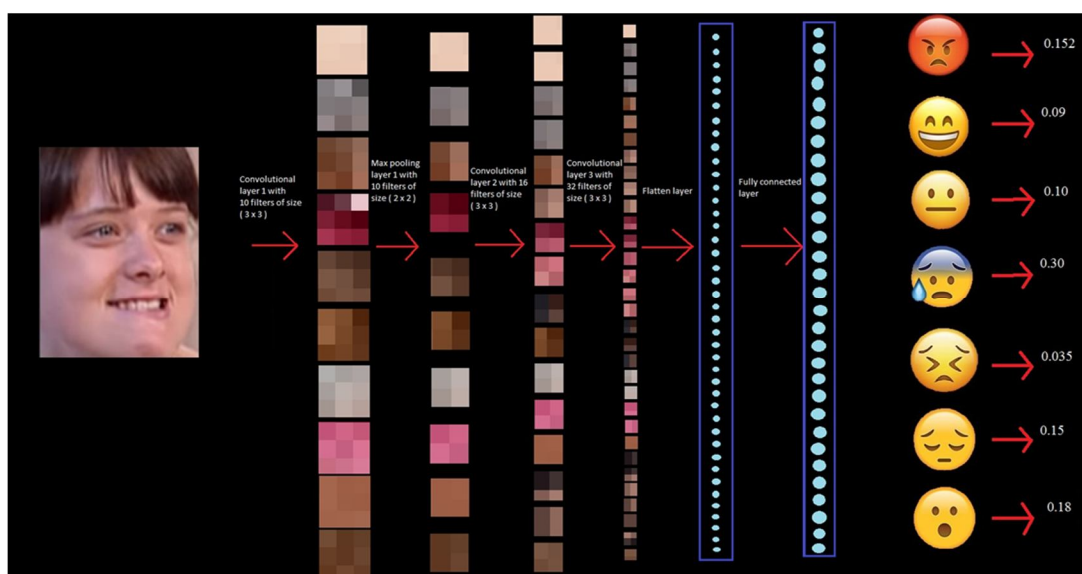 Convolutional
layer 1 with
10 filters of size
( 3 x 3 )
Max pooling
layer 1 with
10 filters of
size ( 2 x 2 )
Convolutional
layer 2 with 16
filters of size
( 3 x 3 )
Convolutional
layer 3 with
32 filters of
size ( 3 x 3 )
Flatten layer
Fully connected
layer
0.152
0.09
0.10
0.30
0.035
0.15
0.18